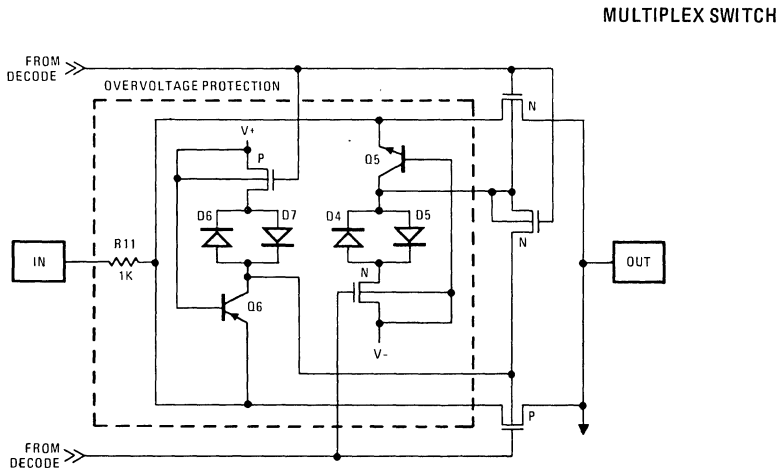 MULTIPLEX SWITCH
FROM
DECODE
OVERVOLTAGE PROTECTION
N
V+
P
Q5
D6
D7
D4
D5
N
R11
IN
1K
N
OUT
Q6
V-
P
FROM
DECODE